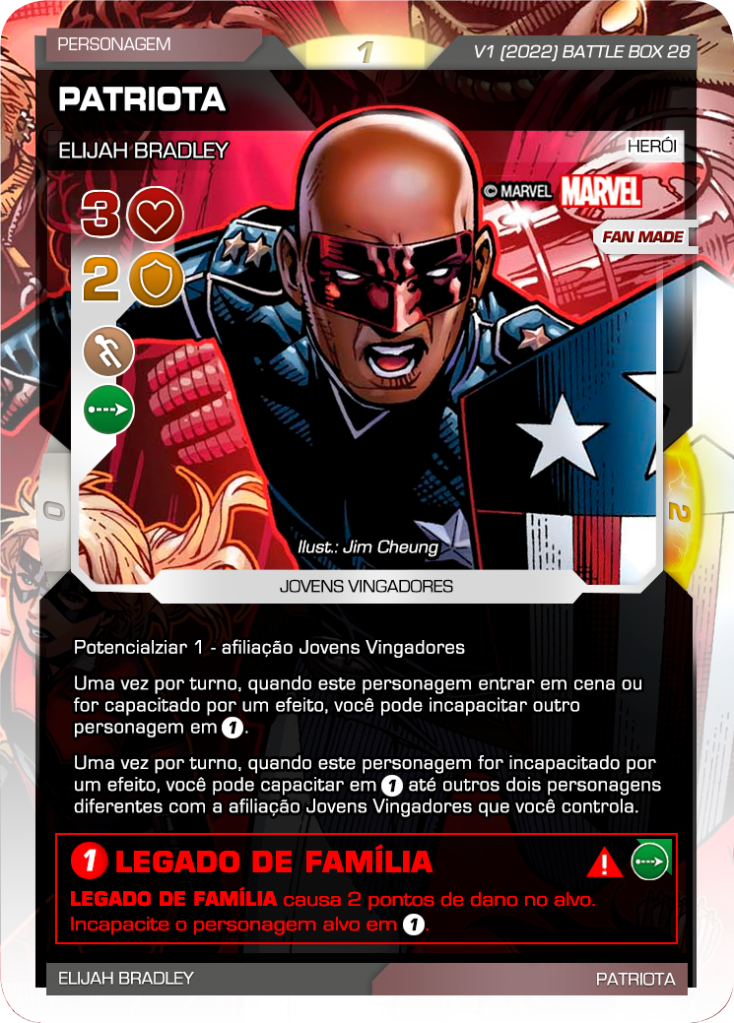 PERSONAGEM
1
V1 (2022) BATTLE BOX 28
PATRIOTA
ELIJAH BRADLEY
HERÓI
© MARVEL MARVEL
FAN MADE
3
2
0
2
Ilust.: Jim Cheung
JOVENS VINGADORES
Potencialziar 1 - afiliação Jovens Vingadores
Uma vez por turno, quando este personagem entrar em cena ou
for capacitado por um efeito, você pode incapacitar outro
personagem em 1.
Uma vez por turno, quando este personagem for incapacitado por
um efeito, você pode capacitar em 1 até outros dois personagens
diferentes com a afiliação Jovens Vingadores que você controla.
1 LEGADO DE FAMÍLIA
LEGADO DE FAMÍLIA causa 2 pontos de dano no alvo.
Incapacite o personagem alvo em 1.
ELIJAH BRADLEY
PATRIOTA